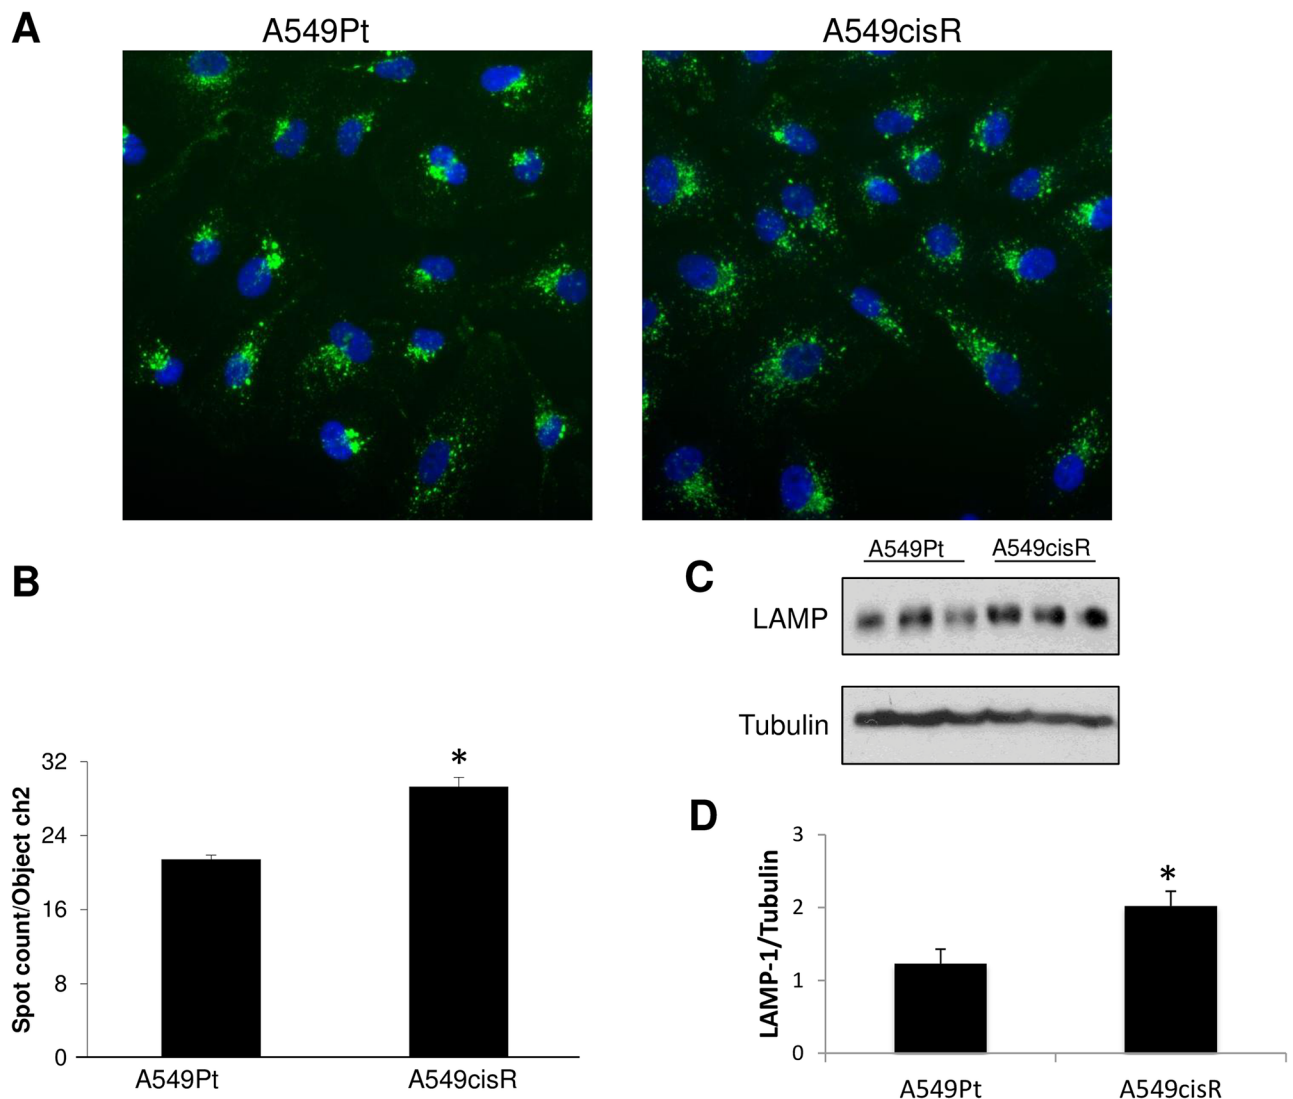 A
A549Pt
A549cisR
B
Spot count/Object ch2
32
24
16
8
0
*
A549Pt
A549cisR
C
A549Pt
A549cisR
LAMP
Tubulin
D
LAMP-1/Tubulin
3
2
1
0
*
A549Pt
A549cisR